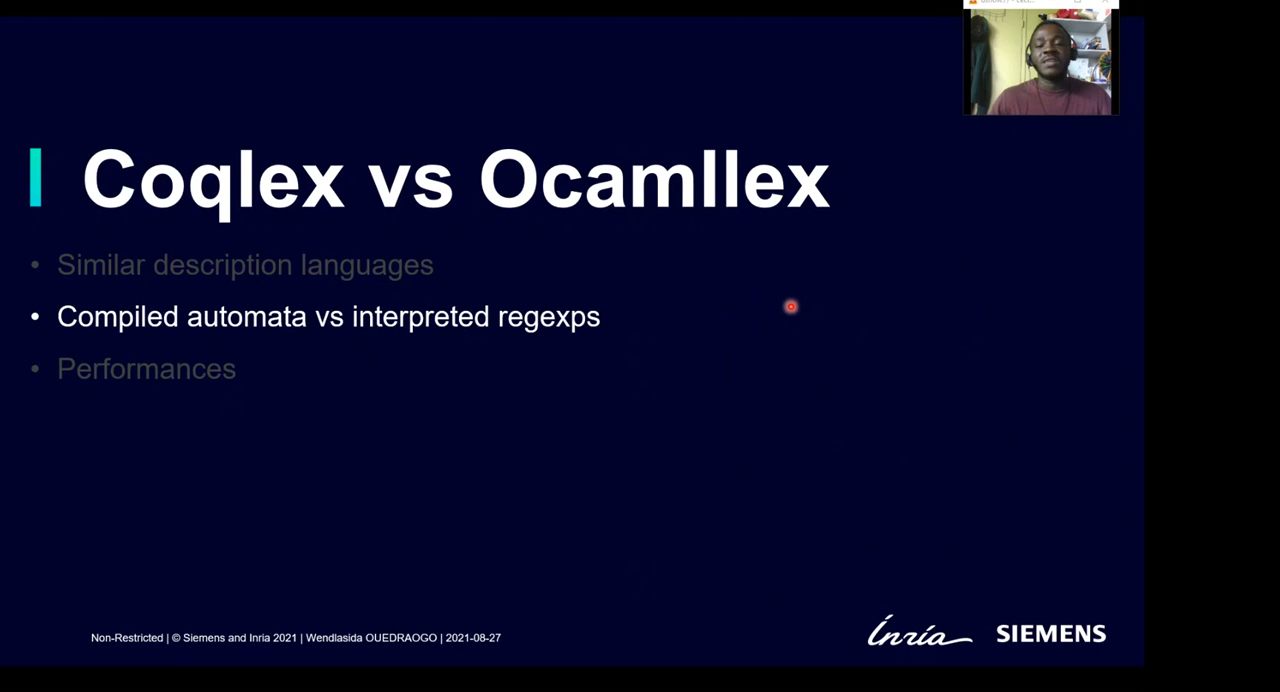 Coqlex vs Ocamllex
• Similar description languages
• Compiled automata vs interpreted regexps
• Performances
Non-Restricted | © Siemens and Inria 2021 | Wendlasida OUEDRAOGO | 2021-08-27
Inria
SIEMENS